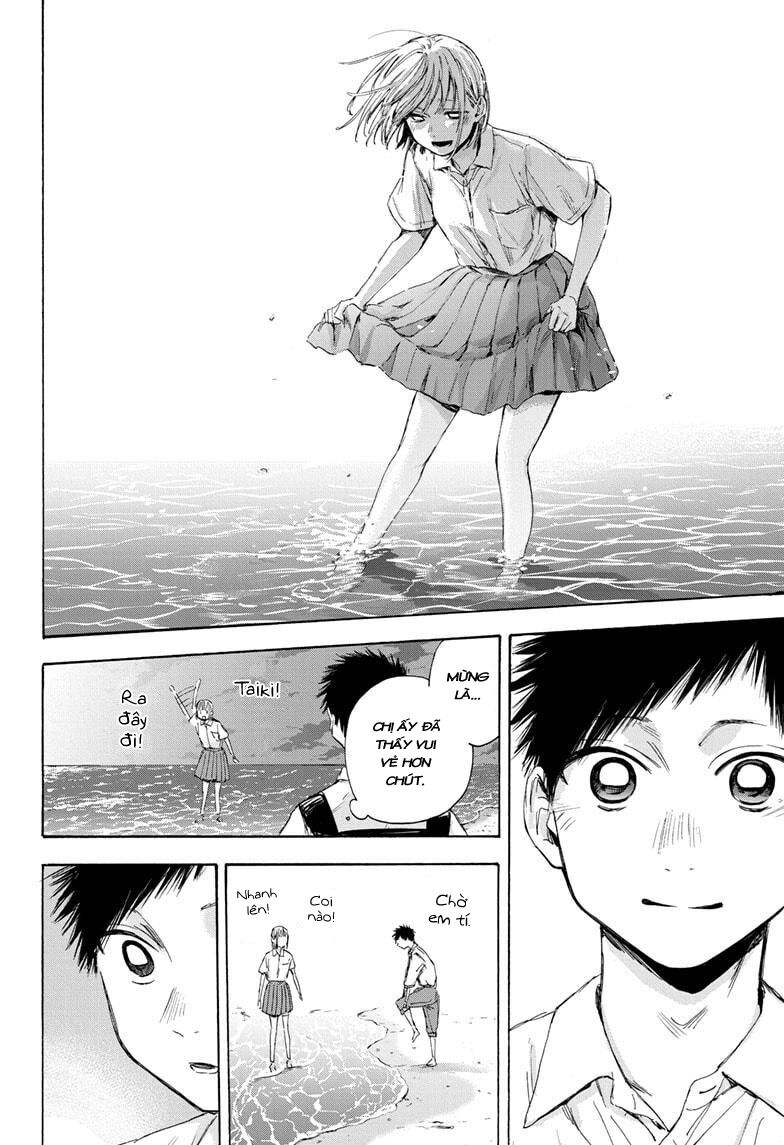 MỪNG
LÀ...
CHỊ ẤY ĐÃ
THẤY VUI
VẺ HƠN
CHÚT.
Taiki!
Ra
đây
đi!
Chờ
em tí.
Coi
nào!
Nhanh
lên!